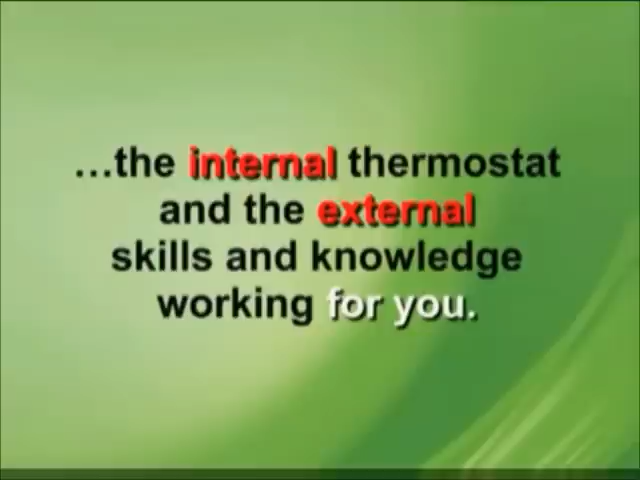 ...the internal thermostat
and the external
skills and knowledge
working for you.